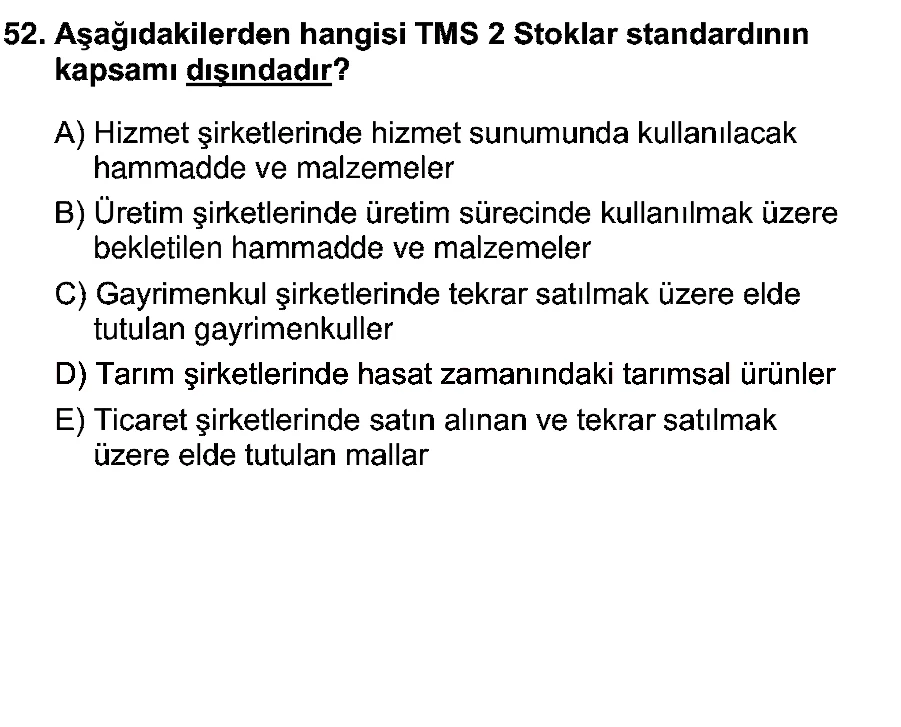 52. Aşağıdakilerden hangisi TMS 2 Stoklar standardının
kapsamı dışındadır?
A) Hizmet şirketlerinde hizmet sunumunda kullanılacak
hammadde ve malzemeler
B) Üretim şirketlerinde üretim sürecinde kullanılmak üzere
bekletilen hammadde ve malzemeler
C) Gayrimenkul şirketlerinde tekrar satılmak üzere elde
tutulan gayrimenkuller
D) Tarım şirketlerinde hasat zamanındaki tarımsal ürünler
E) Ticaret şirketlerinde satın alınan ve tekrar satılmak
üzere elde tutulan mallar